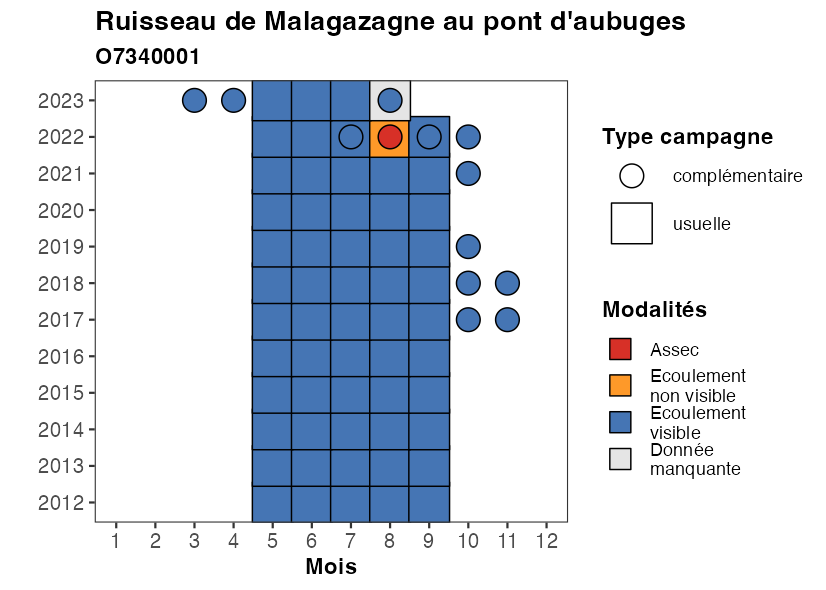 Ruisseau de Malagazagne au pont d'aubuges
O7340001
2023
2022
2021
2020
2019
2018
2017
2016
2015
2014
2013
2012
1 2 3 4 5 6 7 8 9 10 11 12
Mois
Type campagne
complémentaire
usuelle
Modalités
Assec
Ecoulement
non visible
Ecoulement
visible
Donnée
manquante